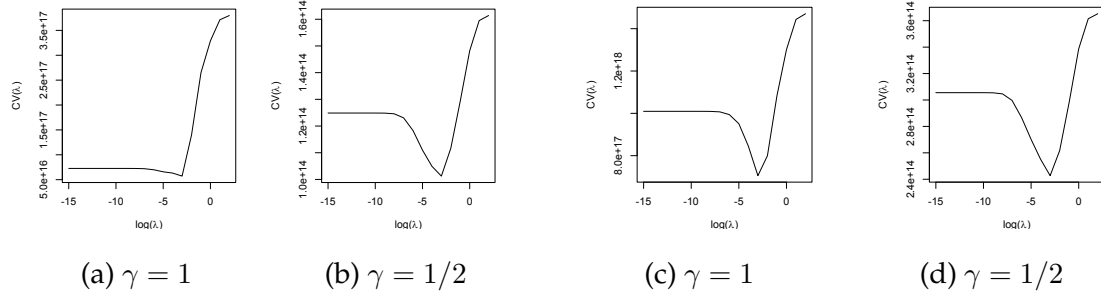 CV(λ)
5.0e+16 1.5e+17 2.5e+17 3.5e+17
-15 -10 -5 0
log(λ)
(a) γ = 1
CV(λ)
1.0e+14 1.2e+14 1.4e+14 1.6e+14
-15 -10 -5 0
log(λ)
(b) γ = 1/2
CV(λ)
8.0e+17 1.2e+18
-15 -10 -5 0
log(λ)
(c) γ = 1
CV(λ)
2.4e+14 2.8e+14 3.2e+14 3.6e+14
-15 -10 -5 0
log(λ)
(d) γ = 1/2